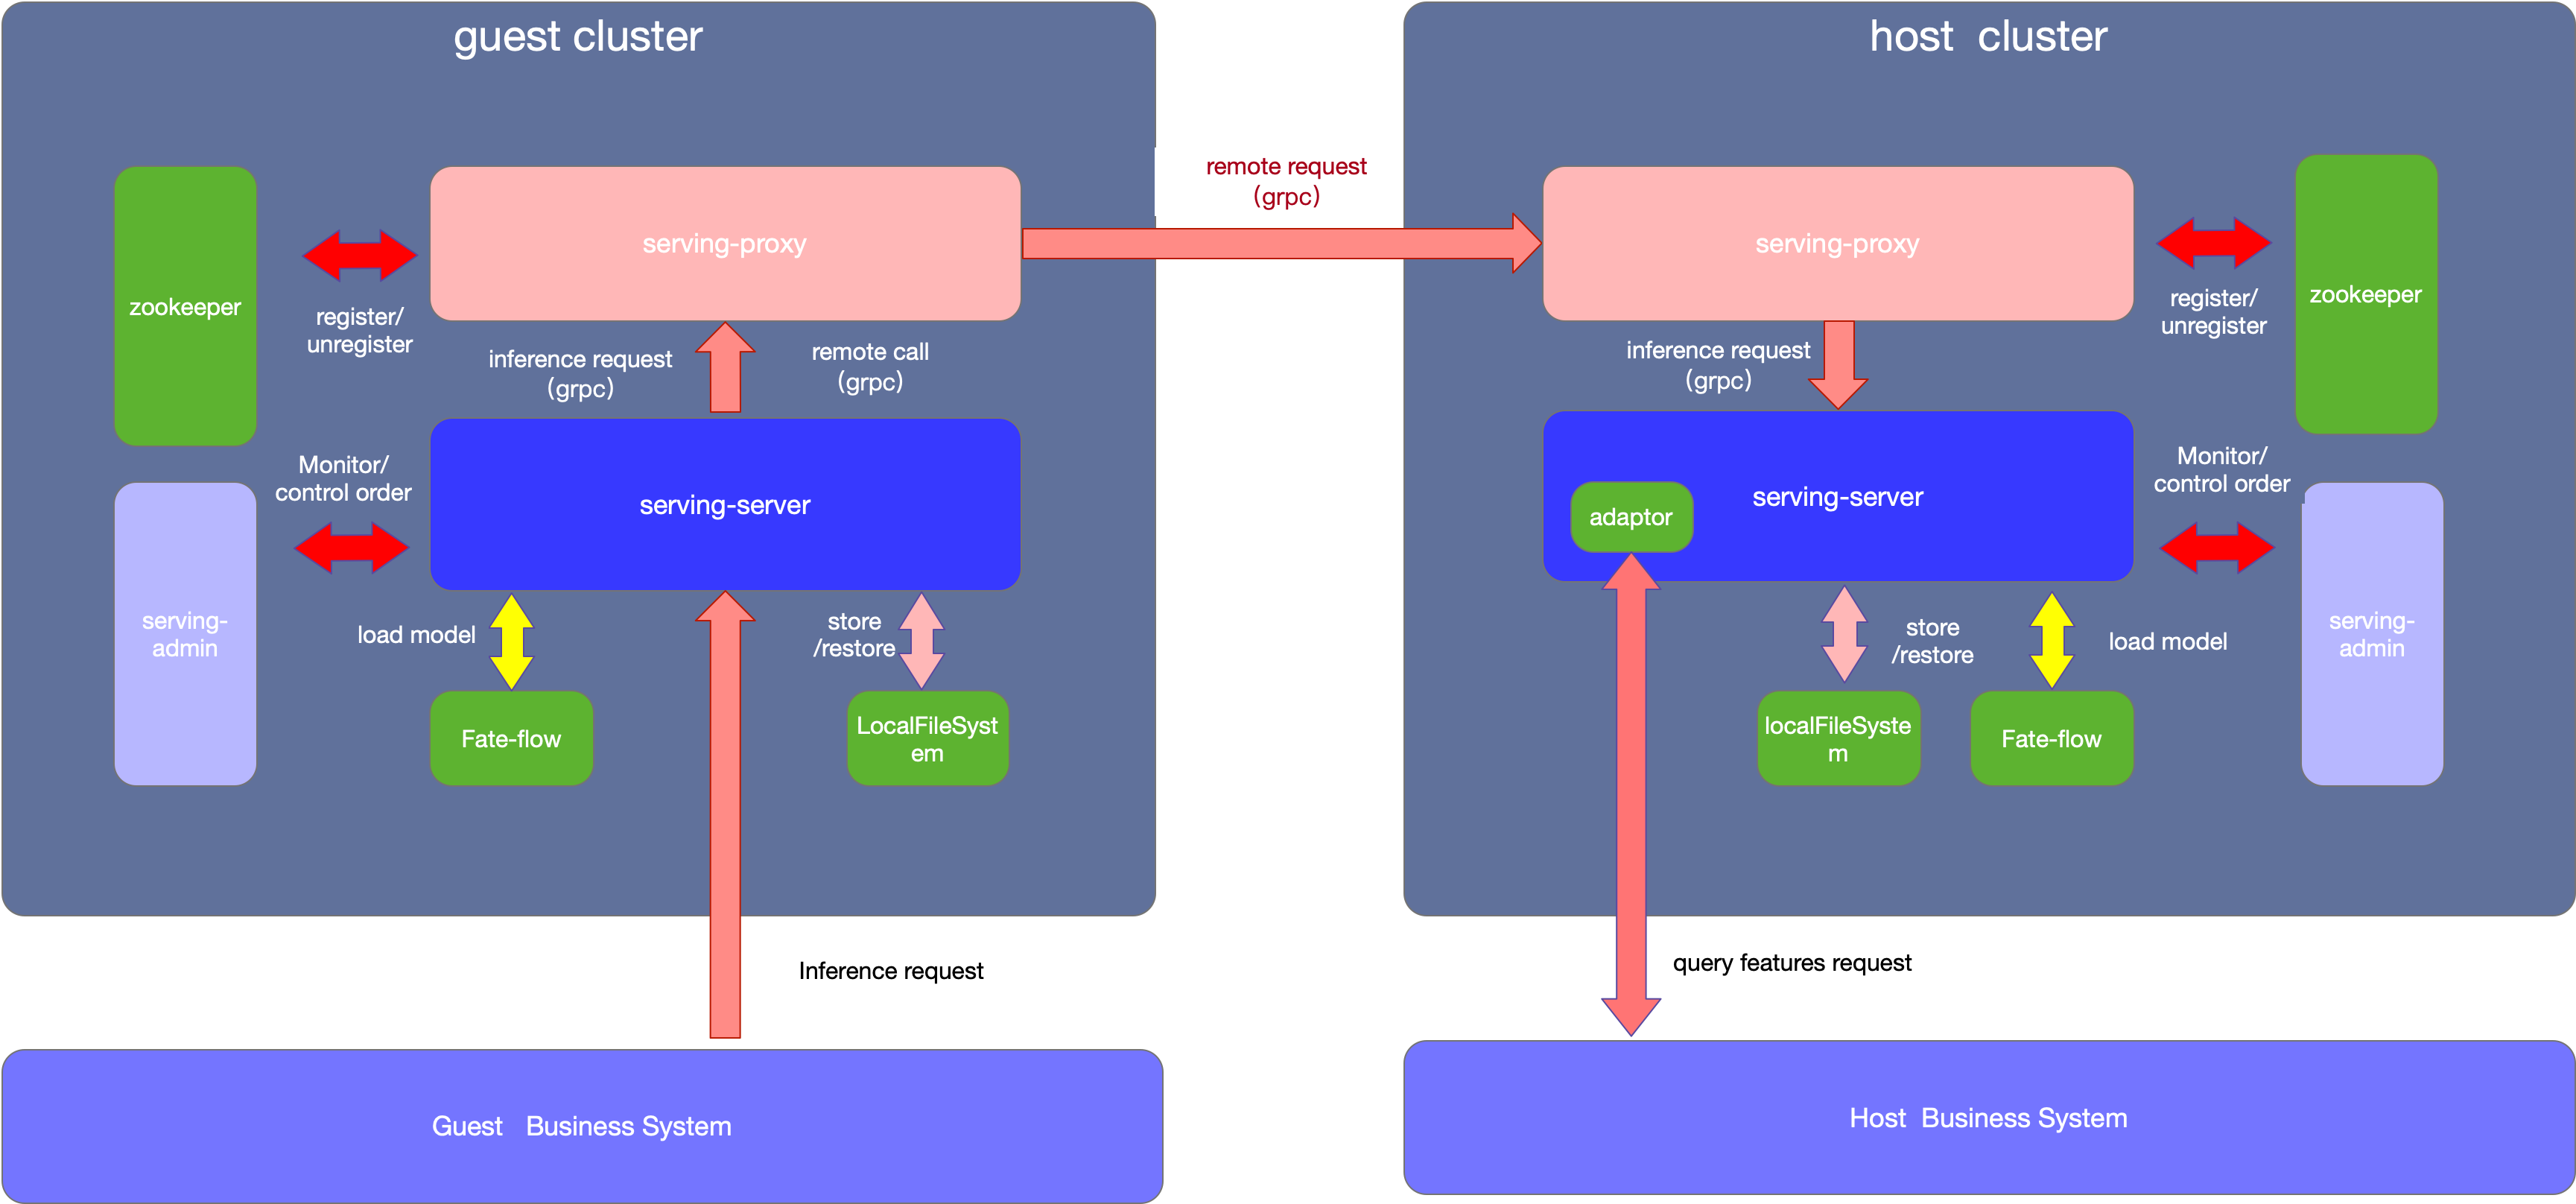 guest cluster
host  cluster
remote request
(grpc)
serving-proxy
serving-proxy
zookeeper
register/
unregister
register/
unregister
zookeeper
inference request
(grpc)
remote call
(grpc)
inference request
(grpc)
Monitor/
control order
serving-server
adaptor
serving-server
Monitor/
control order
serving-
admin
load model
store
/restore
store
/restore
load model
serving-
admin
Fate-flow
LocalFileSyst
em
localFileSyste
m
Fate-flow
Inference request
query features request
Guest   Business System
Host  Business System